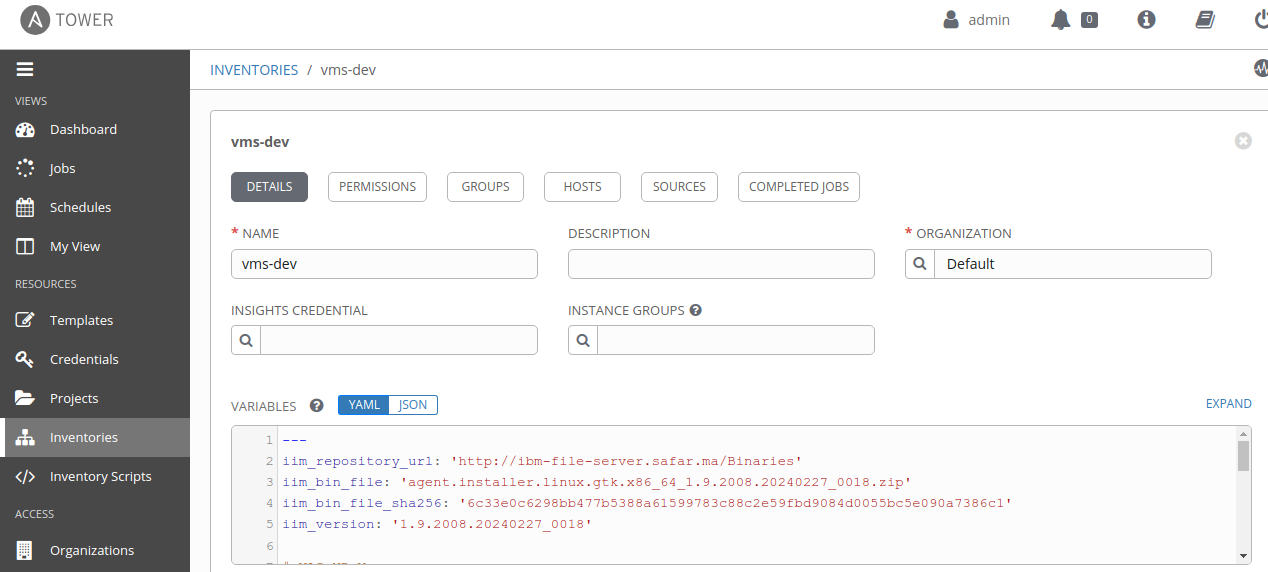 TOWER
admin
0
INVENTORIES / vms-dev
VIEWS
Dashboard
Jobs
Schedules
My View
RESOURCES
Templates
Credentials
Projects
Inventories
Inventory Scripts
ACCESS
Organizations
vms-dev
DETAILS PERMISSIONS GROUPS HOSTS SOURCES COMPLETED JOBS
* NAME DESCRIPTION * ORGANIZATION
vms-dev Default
INSIGHTS CREDENTIAL INSTANCE GROUPS ?
VARIABLES ? YAML JSON EXPAND
1 ---
2 iim_repository_url: 'http://ibm-file-server.safar.ma/Binaries'
3 iim_bin_file: 'agent.installer.linux.gtk.x86_64_1.9.2008.20240227_0018.zip'
4 iim_bin_file_sha256: '6c33e0c6298bb477b5388a61599783c88c2e59fbd9084d0055bc5e090a7386c1'
5 iim_version: '1.9.2008.20240227_0018'
6